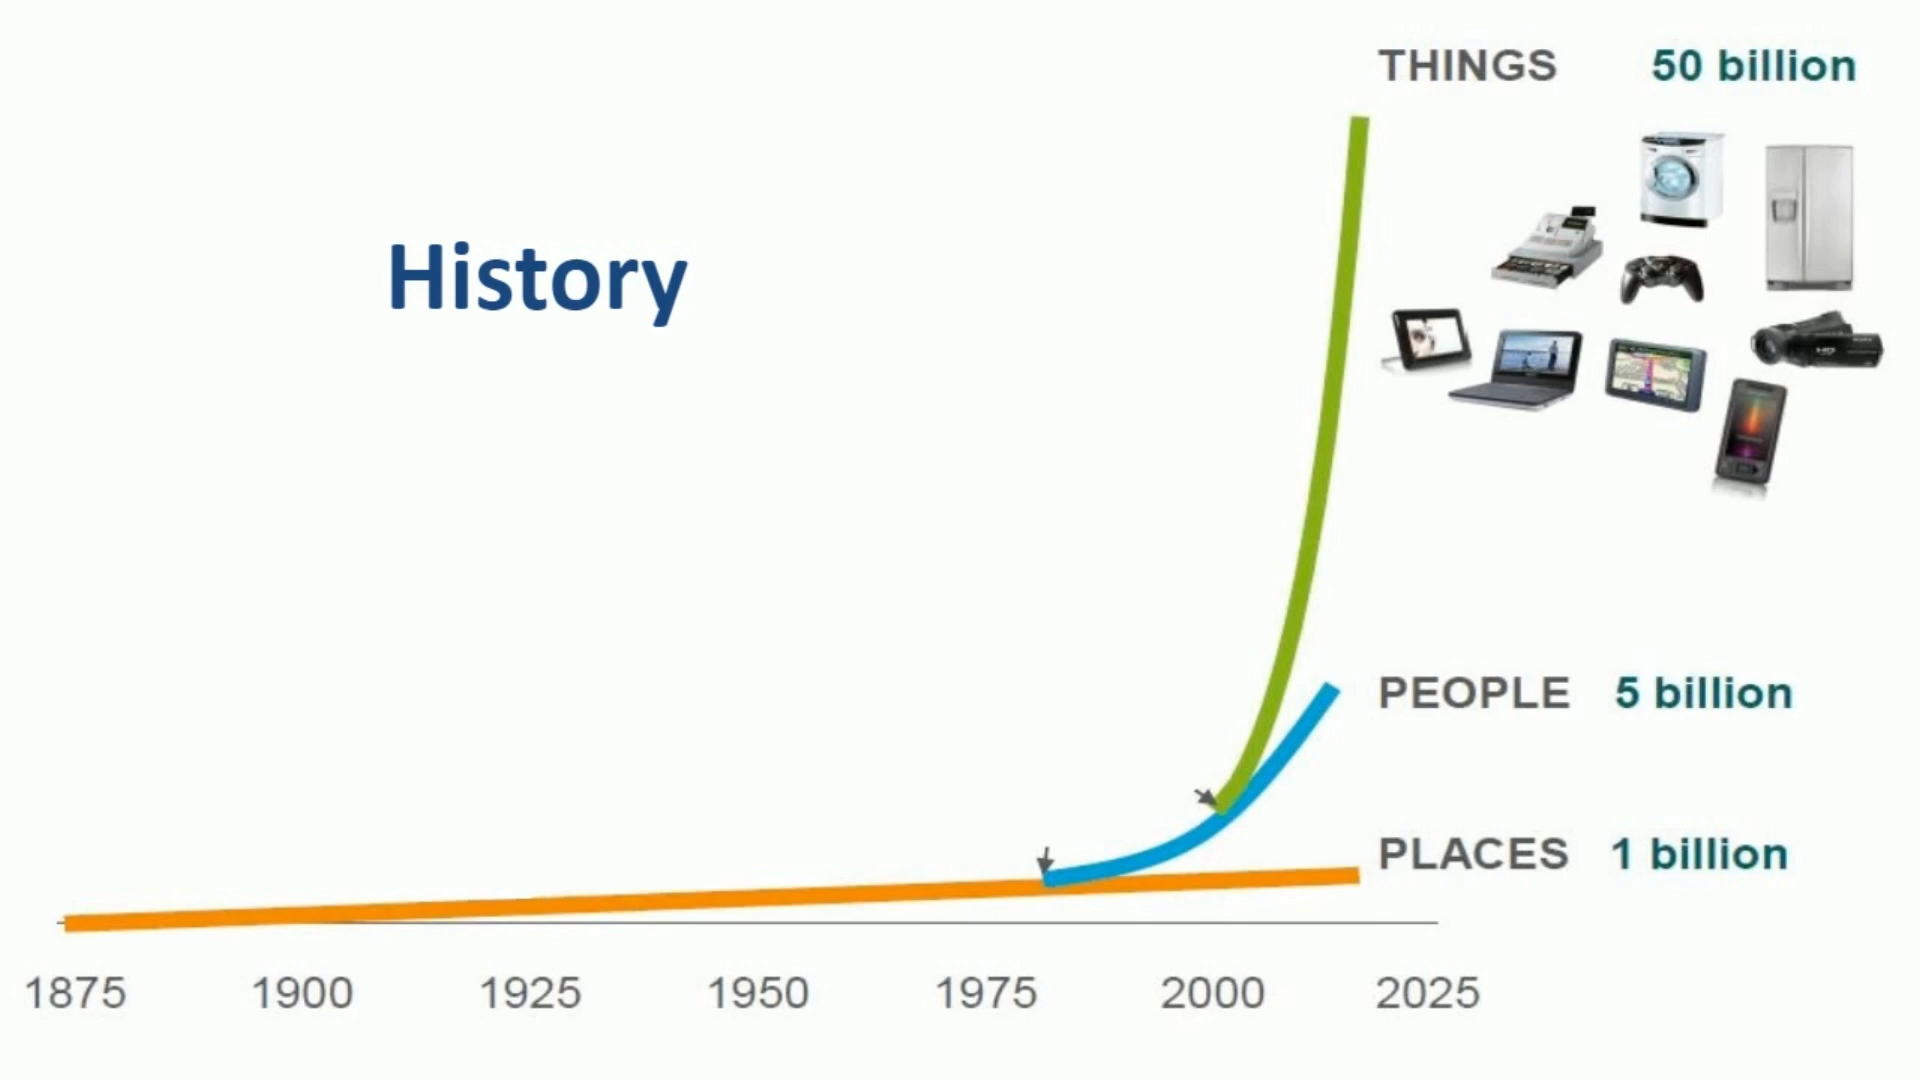 THINGS 50 billion
History
PEOPLE 5 billion
PLACES 1 billion
1875 1900 1925 1950 1975 2000 2025